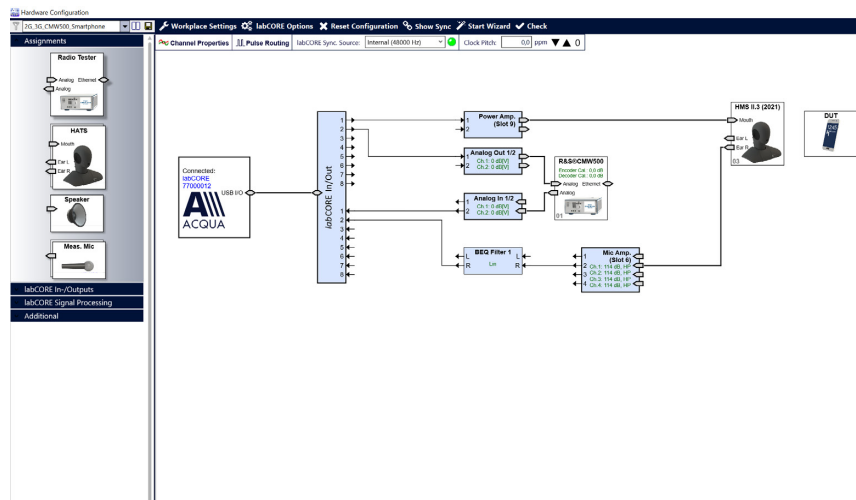 Hardware Configuration
2G_3G_CMW500_Smartphone
Workplace Settings labCORE Options Reset Configuration Show Sync Start Wizard Check
Assignments
Channel Properties Pulse Routing labCORE Sync. Source: Internal (48000 Hz) Clock Pitch: 0,0 ppm 0
Radio Tester
Analog Ethernet
Analog
HATS
Mouth
Ear L
Ear R
Speaker
Meas. Mic
labCORE In-/Outputs
labCORE Signal Processing
Additional
Connected:
labCORE
77000012
USB I/O
ACQUA
labCORE In/Out
1
2
3
4
5
6
7
8
1
2
3
4
5
6
7
8
Power Amp.
(Slot 9)
1
2
Analog Out 1/2
1 Ch.1: 0 dB[V]
2 Ch.2: 0 dB[V]
Analog In 1/2
1 Ch.1: 0 dB[V]
2 Ch.2: 0 dB[V]
BEQ Filter 1
L L
R Lin R
R&S®CMW500
Encoder Cal.: 0,0 dB
Decoder Cal.: 0,0 dB
Analog Ethernet
Analog
01
Mic Amp.
(Slot 6)
1
2 Ch.1: 114 dB, HP
3 Ch.2: 114 dB, HP
Ch.3: 114 dB, HP
4 Ch.4: 114 dB, HP
HMS II.3 (2021)
Mouth
Ear L
Ear R
03
DUT